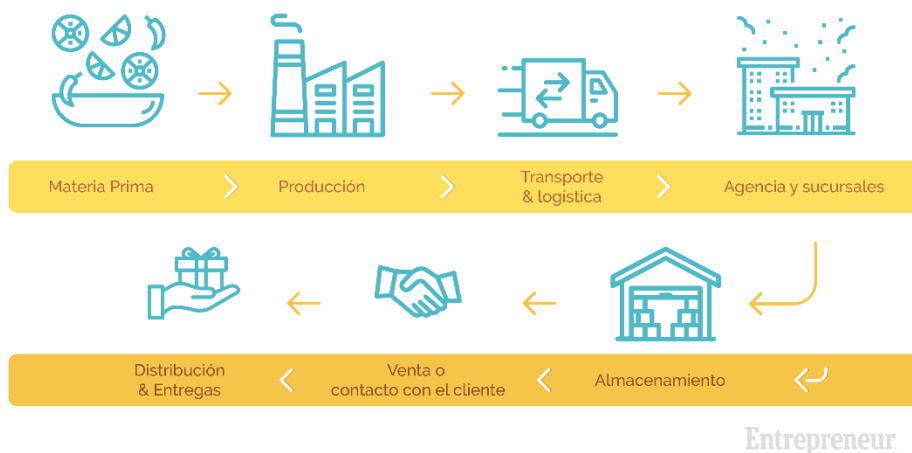 Materia Prima
Producción
Transporte
& logística
Agencia y sucursales
Distribución
& Entregas
Venta o
contacto con el cliente
Almacenamiento
Entrepreneur